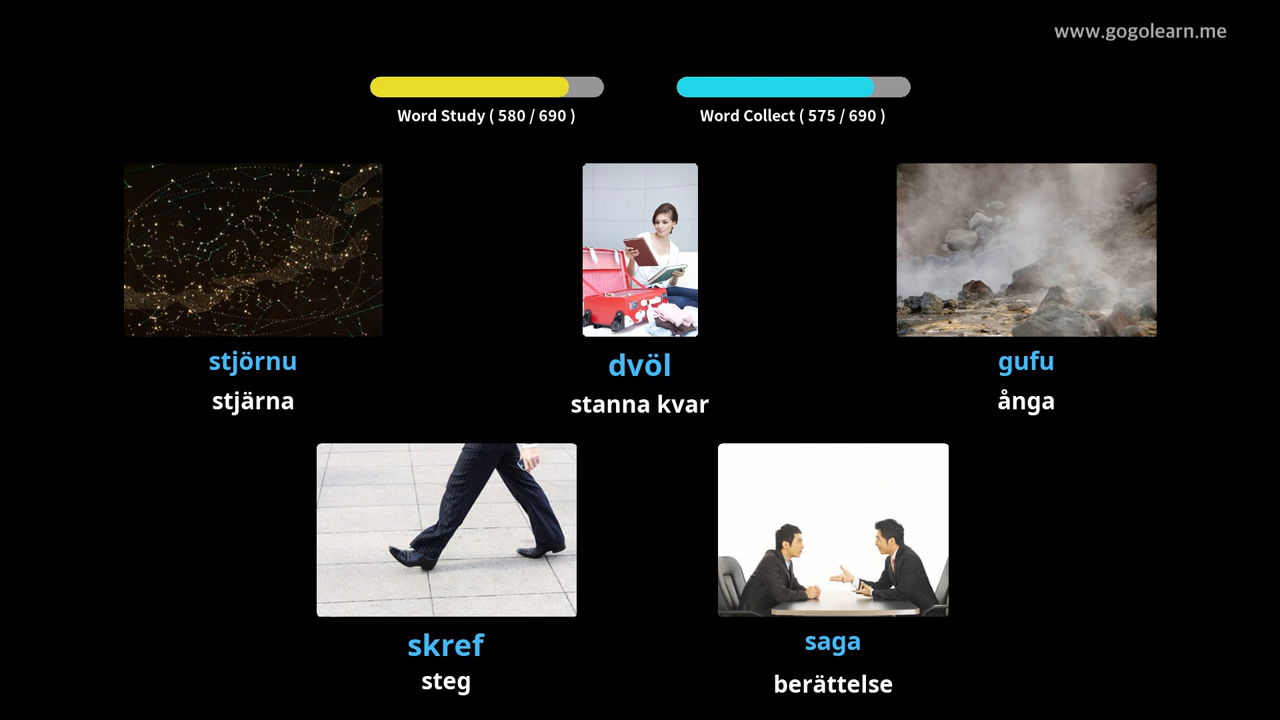 www.gogolearn.me
Word Study ( 580 / 690 )
Word Collect ( 575 / 690 )
stjörnu
stjärna
dvöl
stanna kvar
gufu
ånga
skref
steg
saga
berättelse